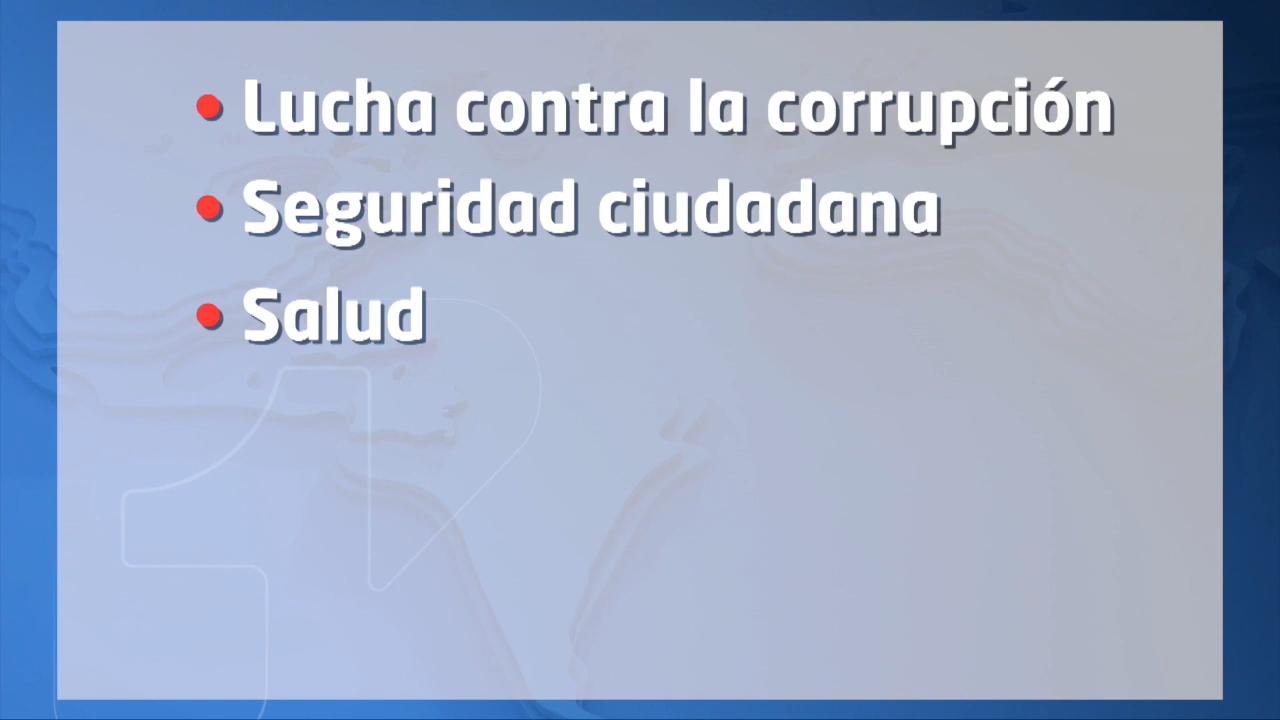 • Lucha contra la corrupción
• Seguridad ciudadana
• Salud